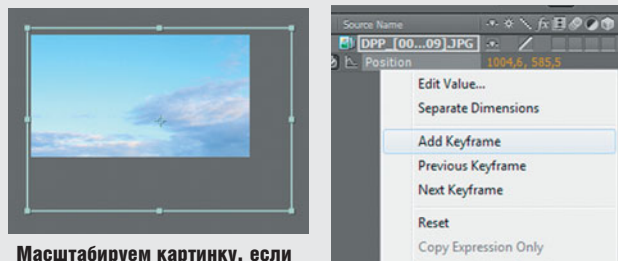 Source Name
fx
DPP_[00...09].JPG
Position 1004,6, 585,5
Edit Value...
Separate Dimensions
Add Keyframe
Previous Keyframe
Next Keyframe
Reset
Copy Expression Only
Масштабируем картинку, если